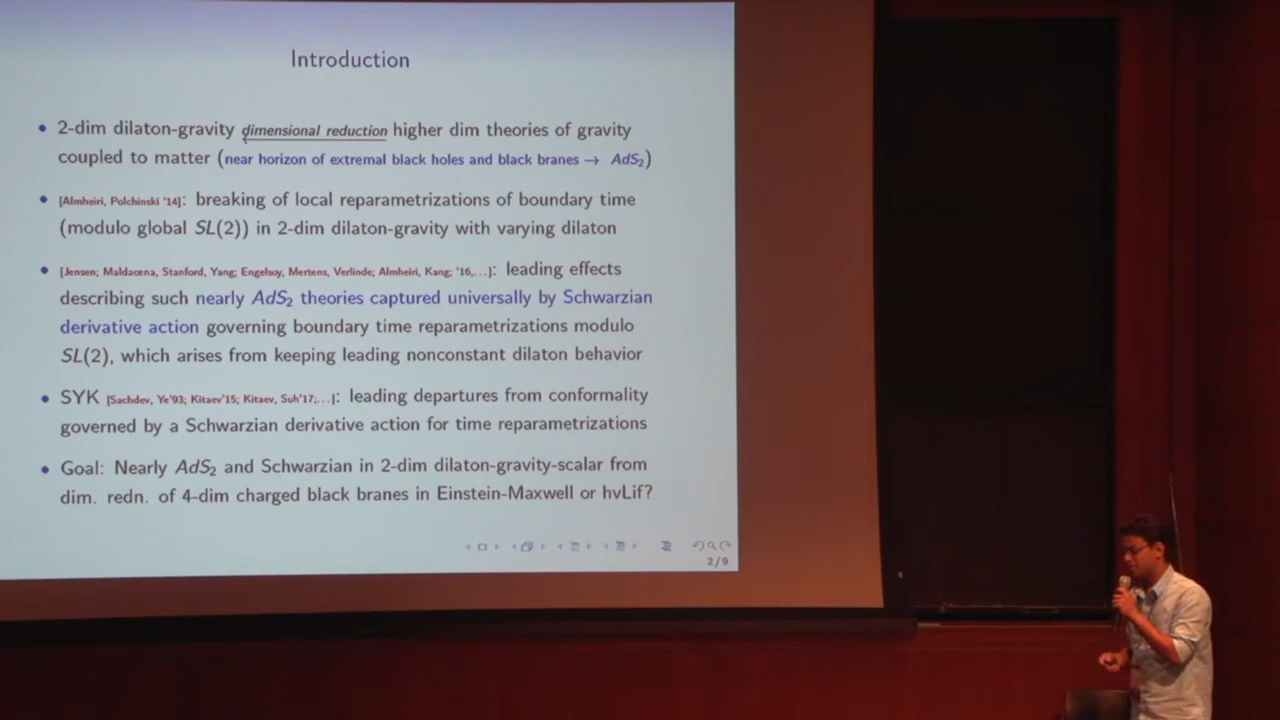 Introduction
• 2-dim dilaton-gravity dimensional reduction higher dim theories of gravity
coupled to matter (near horizon of extremal black holes and black branes → AdS₂)
• [Almheiri, Polchinski '14]: breaking of local reparametrizations of boundary time
(modulo global SL(2)) in 2-dim dilaton-gravity with varying dilaton
• [Jensen; Maldacena, Stanford, Yang; Engelsoy, Mertens, Verlinde; Almheiri, Kang; '16,...]: leading effects
describing such nearly AdS₂ theories captured universally by Schwarzian
derivative action governing boundary time reparametrizations modulo
SL(2), which arises from keeping leading nonconstant dilaton behavior
• SYK [Sachdev, Ye'93; Kitaev'15; Kitaev, Suh'17;...]: leading departures from conformality
governed by a Schwarzian derivative action for time reparametrizations
• Goal: Nearly AdS₂ and Schwarzian in 2-dim dilaton-gravity-scalar from
dim. redn. of 4-dim charged black branes in Einstein-Maxwell or hvLif?
2/9